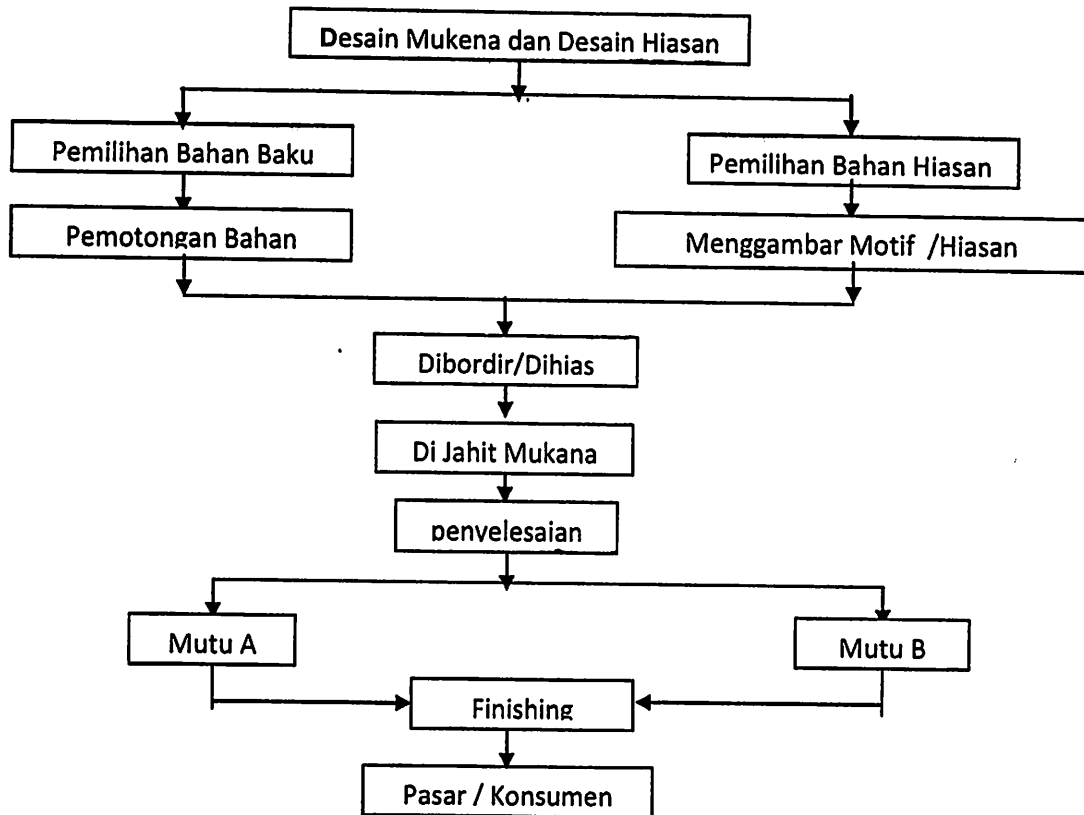 Desain Mukena dan Desain Hiasan
Pemilihan Bahan Baku
Pemilihan Bahan Hiasan
Pemotongan Bahan
Menggambar Motif /Hiasan
Dibordir/Dihias
Di Jahit Mukana
penyelesaian
Mutu A
Mutu B
Finishing
Pasar / Konsumen